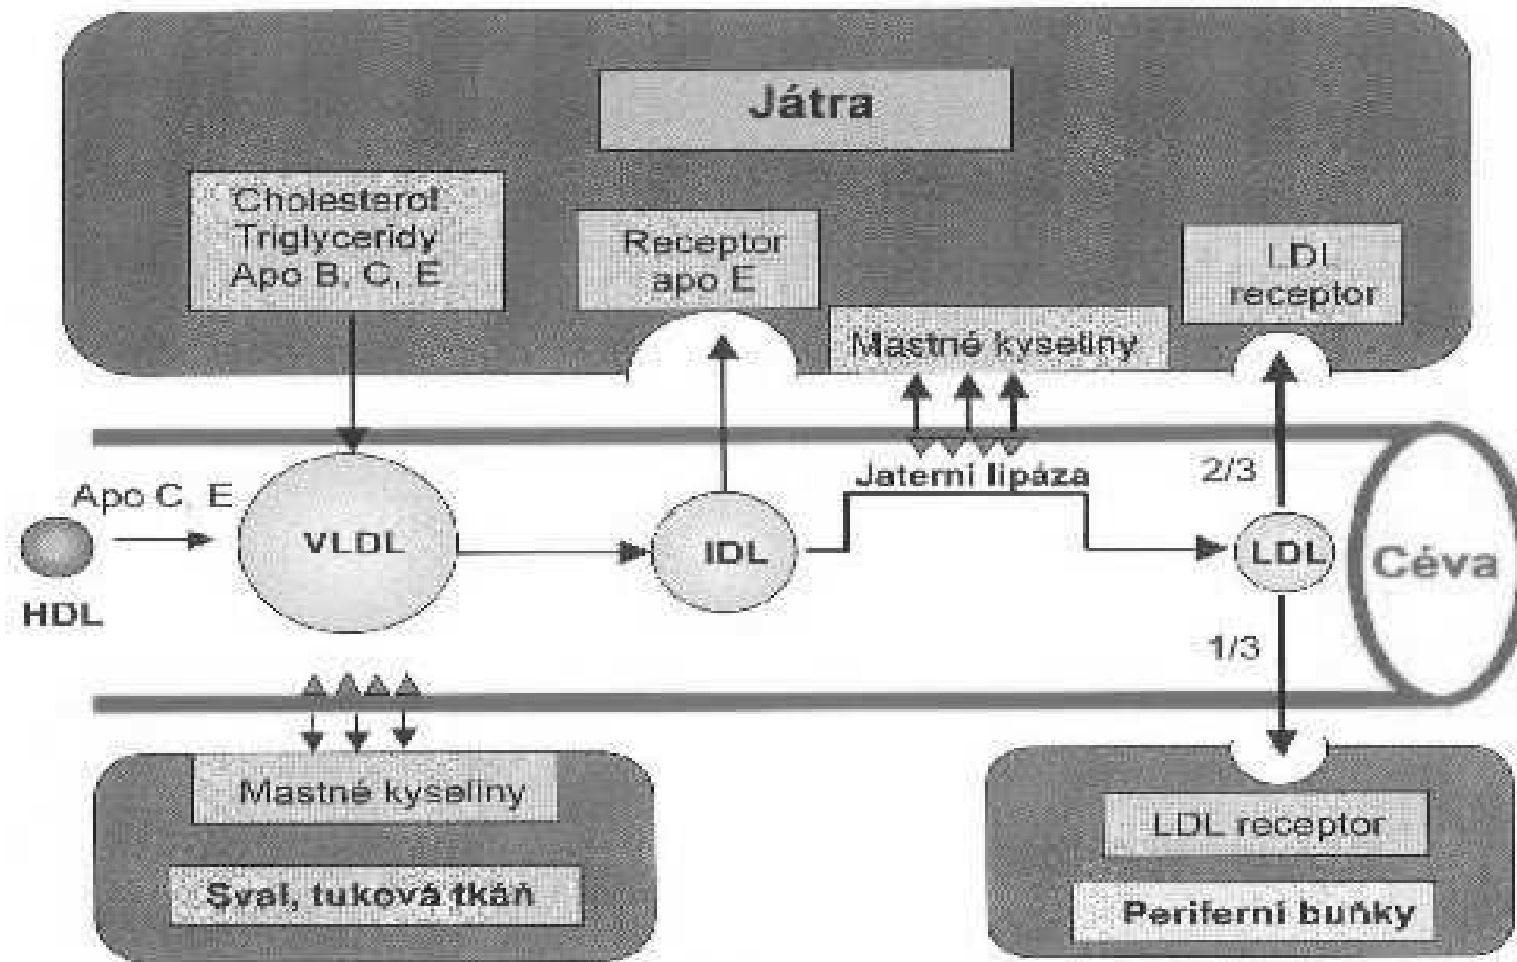 Játra
Cholesterol
Triglyceridy
Apo B, C, E
Receptor
apo E
LDL
receptor
Mastné kyseliny
Jaterní lipáza
2/3
Apo C, E
HDL
VLDL
IDL
LDL
Céva
1/3
Mastné kyseliny
Sval, tuková tkáň
LDL receptor
Periferní buňky